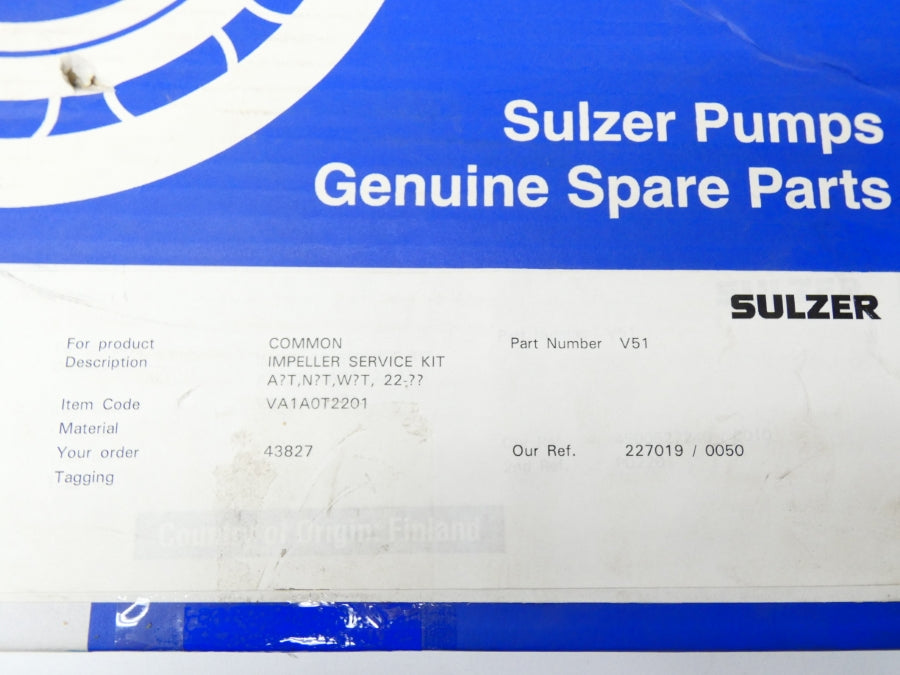 Sulzer Pumps
Genuine Spare Parts
SULZER
For product COMMON Part Number V51
Description IMPELLER SERVICE KIT
A?T,N?T,W?T, 22-??
Item Code VA1A0T2201
Material
Your order 43827 Our Ref. 227019 / 0050
Tagging
Country of Origin: Finland